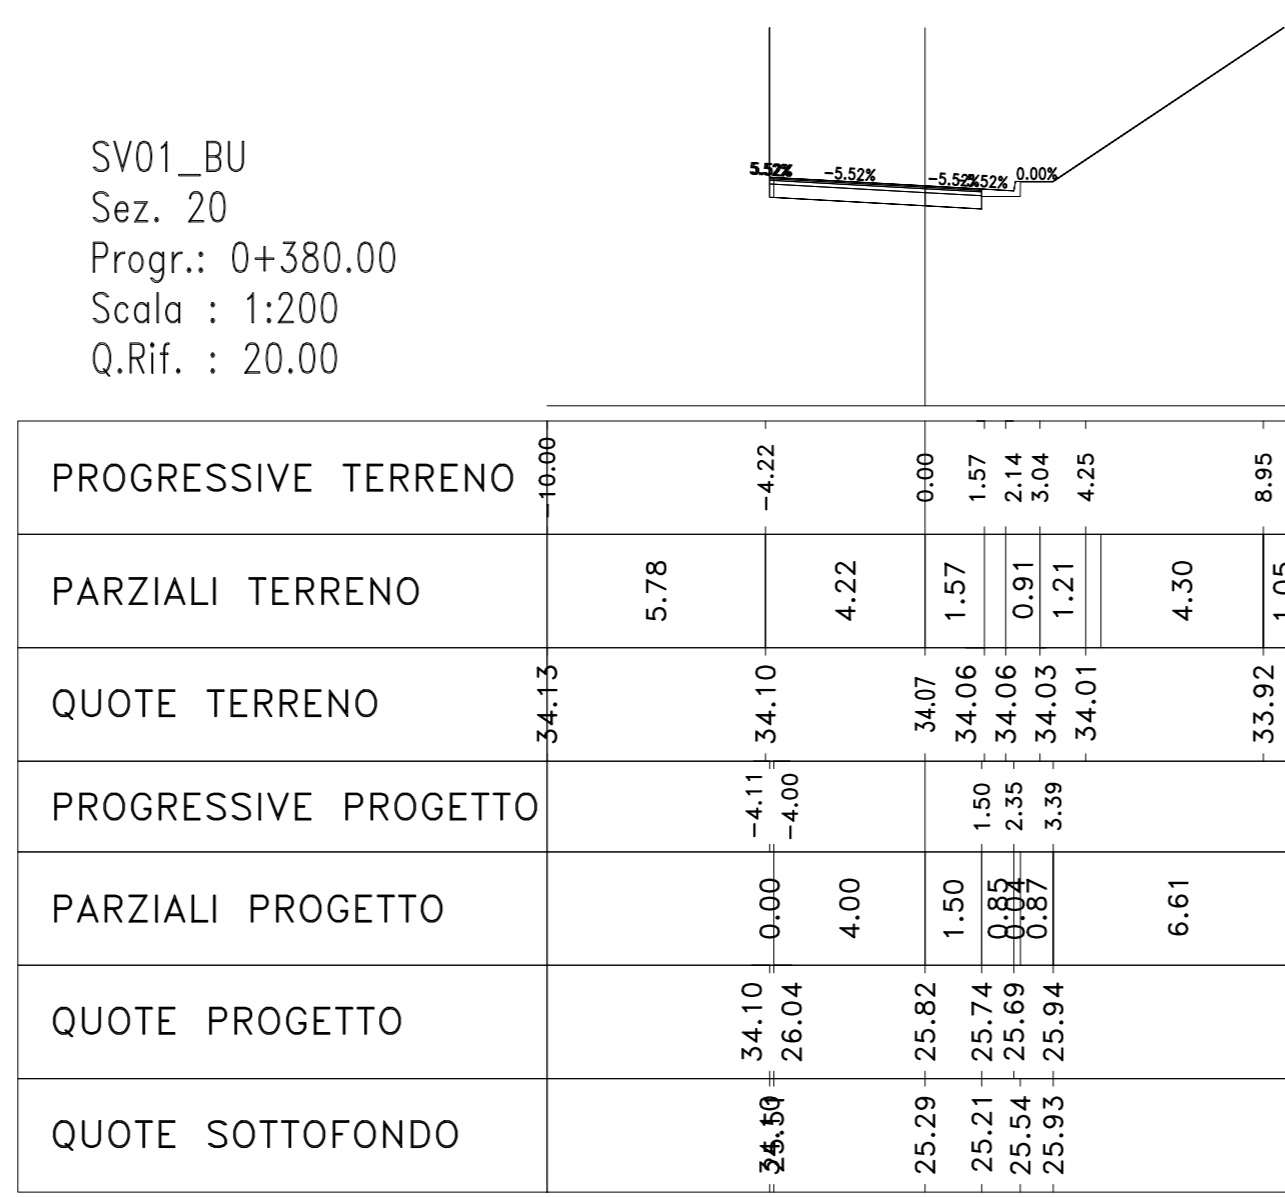 5.52% -5.52% -5.52% 0.00%
SV01_BU
Sez. 20
Progr.: 0+380.00
Scala : 1:200
Q.Rif. : 20.00
PROGRESSIVE TERRENO -10.00 -4.22 0.00 1.57 2.14 3.04 4.25 8.95
PARZIALI TERRENO 5.78 4.22 1.57 0.91 1.21 4.30 1.05
QUOTE TERRENO 34.13 34.10 34.07 34.06 34.06 34.03 34.01 33.92
PROGRESSIVE PROGETTO -4.11 -4.00 1.50 2.35 3.39
PARZIALI PROGETTO 0.00 4.00 1.50 0.85 0.04 0.87 6.61
QUOTE PROGETTO 34.10 26.04 25.82 25.74 25.69 25.94
QUOTE SOTTOFONDO 25.29 25.21 25.54 25.93